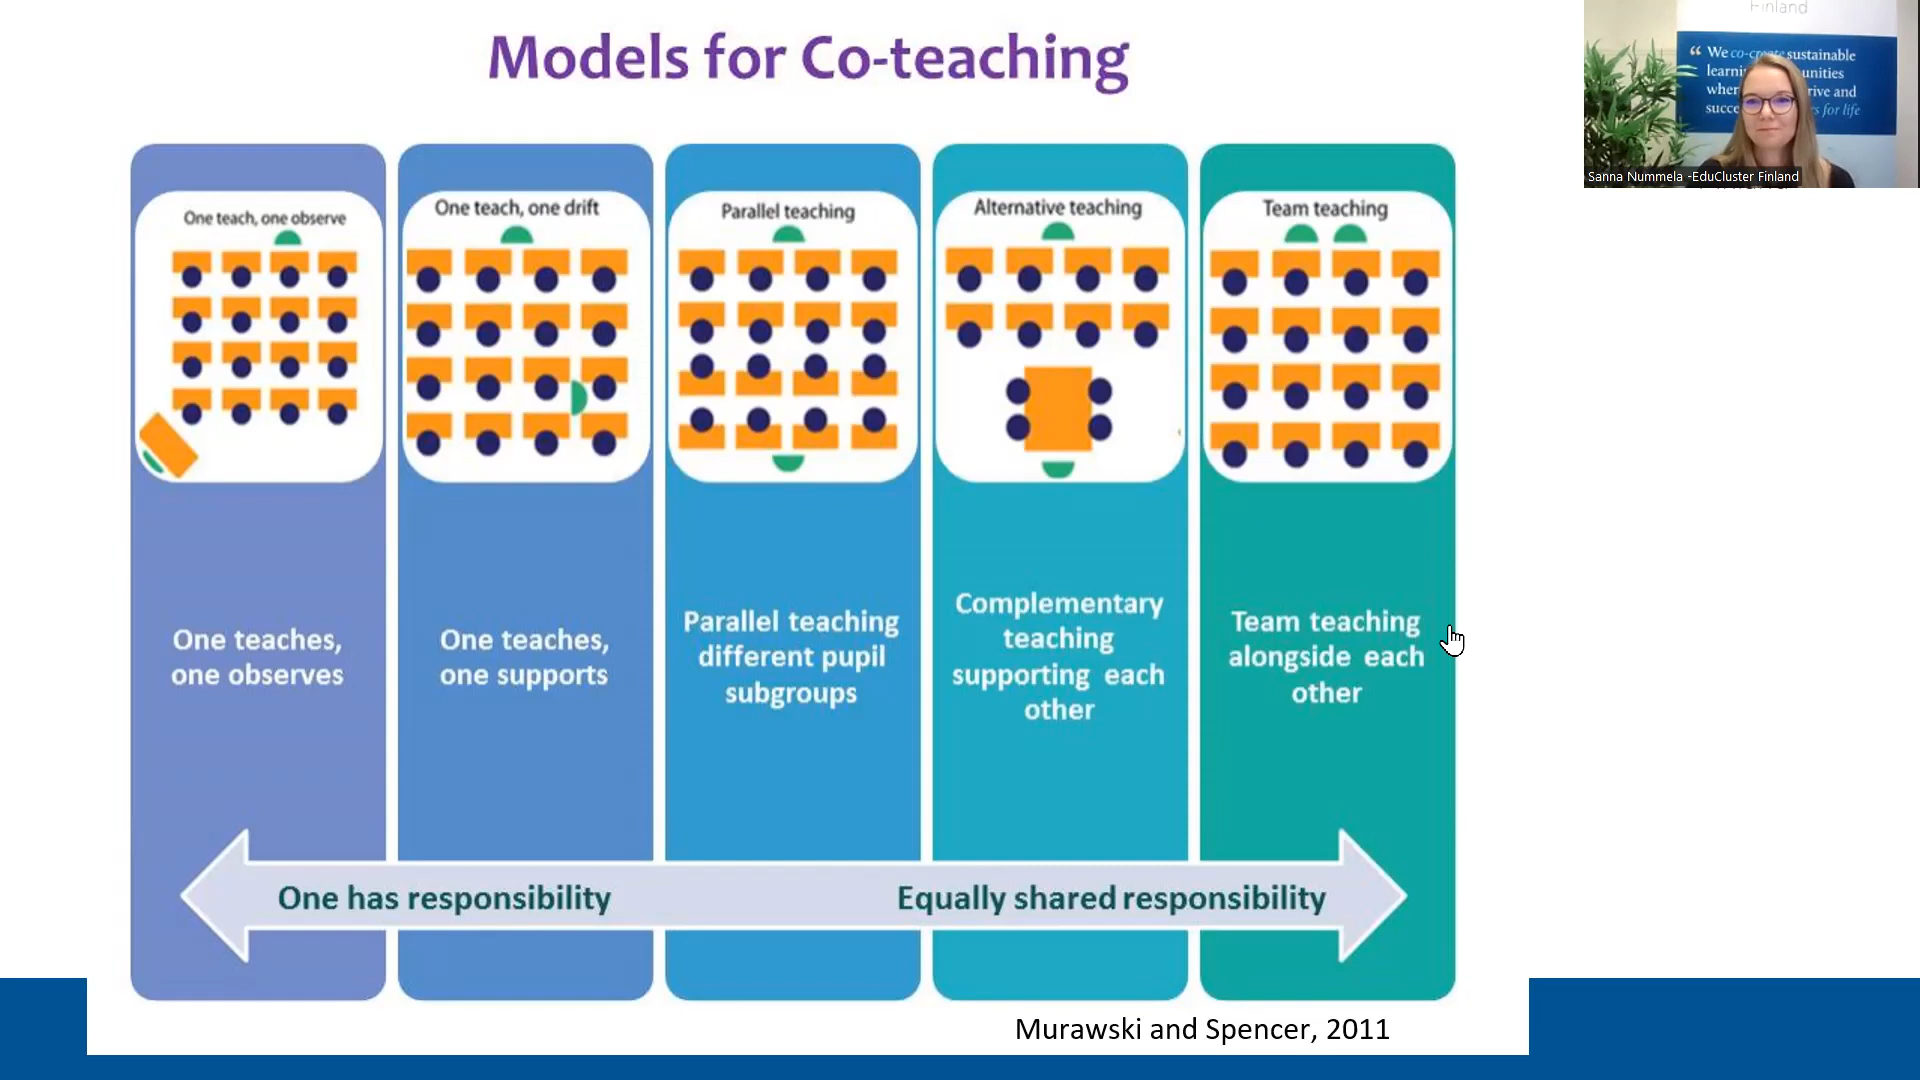 Models for Co-teaching
One teach, one observe
One teach, one drift
Parallel teaching
Alternative teaching
Team teaching
One teaches,
one observes
One teaches,
one supports
Parallel teaching
different pupil
subgroups
Complementary
teaching
supporting each
other
Team teaching
alongside each
other
One has responsibility
Equally shared responsibility
Murawski and Spencer, 2011
Finland
“ We co-create sustainable
learni unities
wher rive and
succe s for life
Sanna Nummela -EduCluster Finland